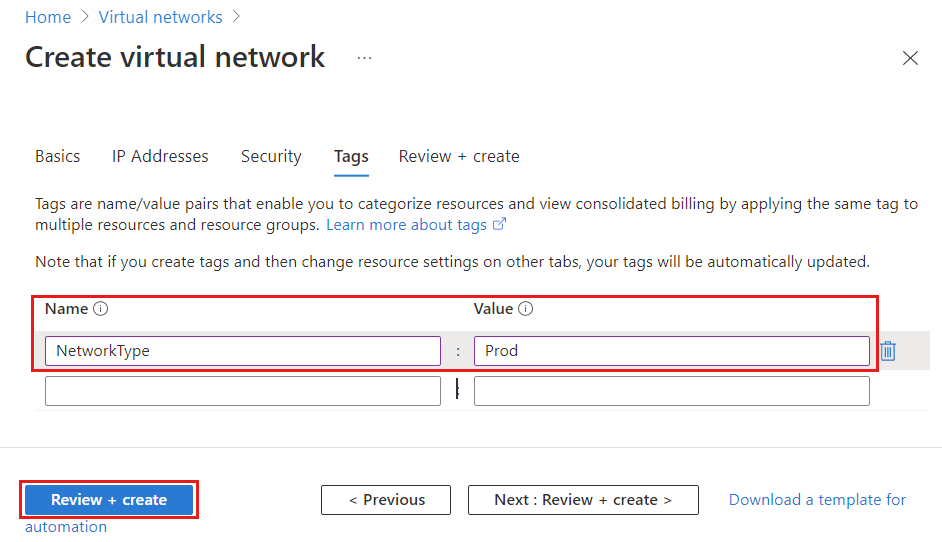 Home > Virtual networks >
Create virtual network ...
Basics IP Addresses Security Tags Review + create
Tags are name/value pairs that enable you to categorize resources and view consolidated billing by applying the same tag to
multiple resources and resource groups. Learn more about tags
Note that if you create tags and then change resource settings on other tabs, your tags will be automatically updated.
Name Value
NetworkType : Prod
:
Review + create < Previous Next : Review + create > Download a template for
automation